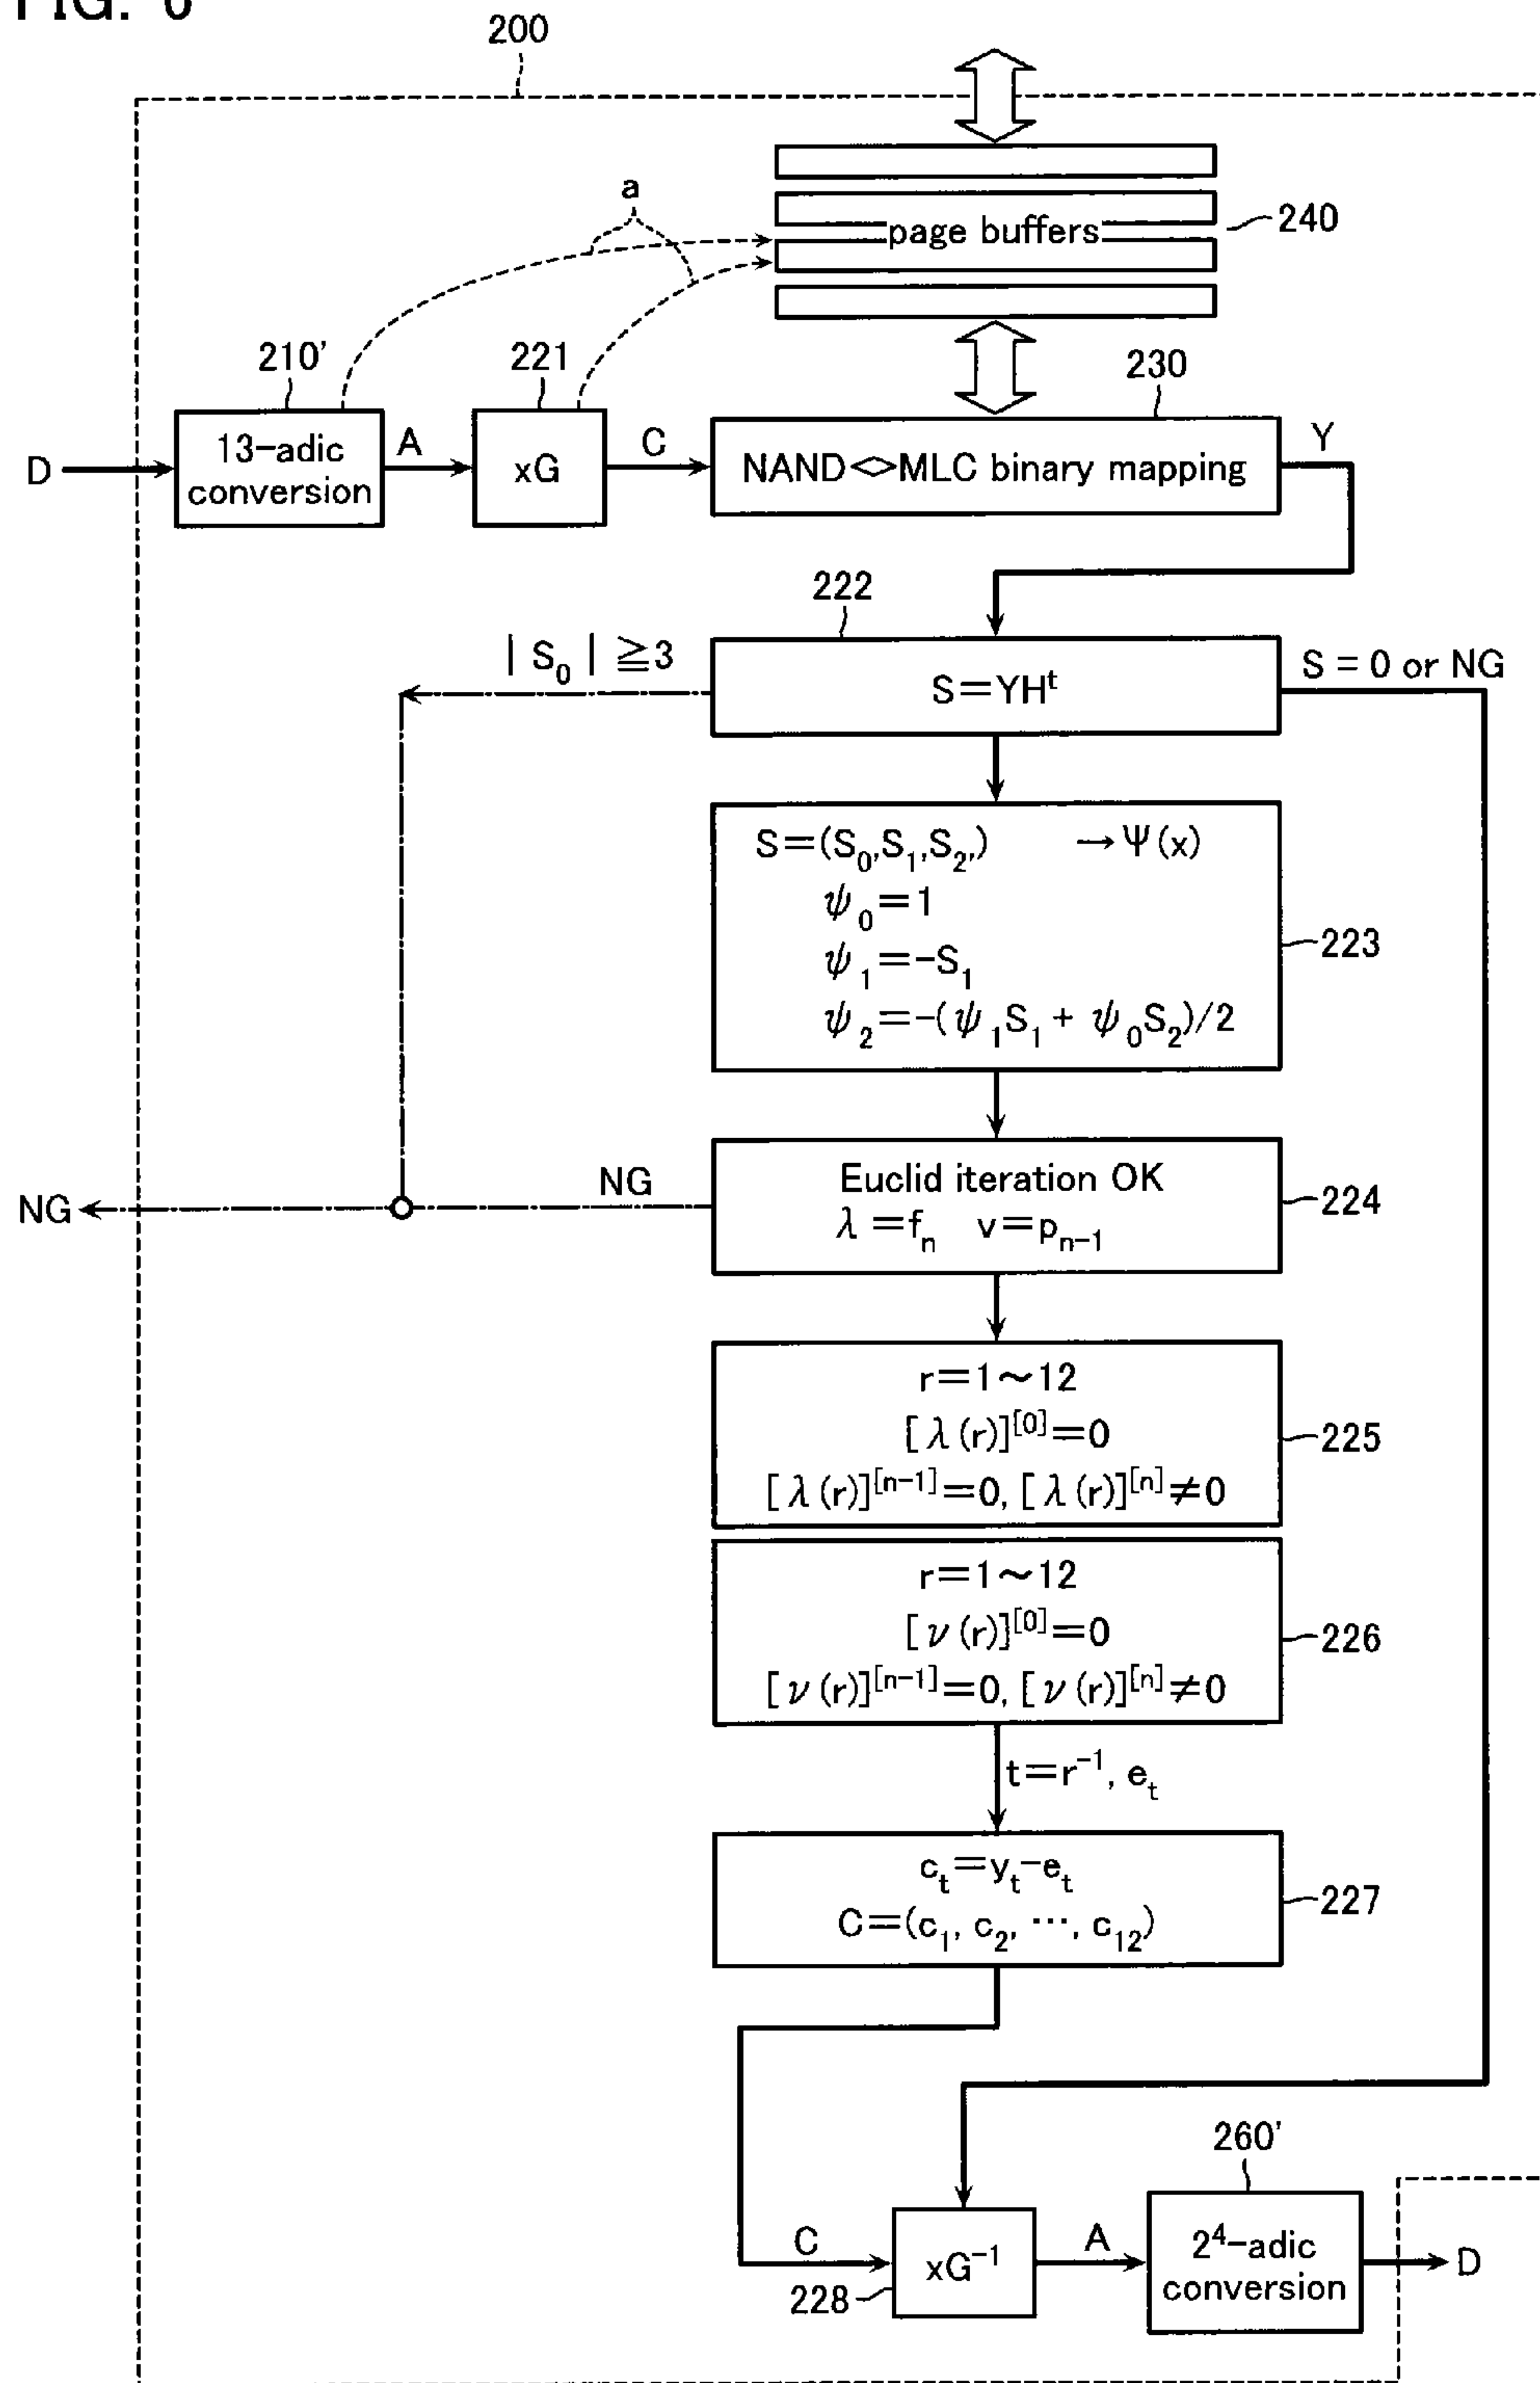 FIG. 6
200
a
page buffers
240
210'
221
230
D
13-adic
conversion
A
xG
C
NAND<>MLC binary mapping
Y
222
| S₀ | ≧3
S=YHᵗ
S = 0 or NG
S=(S₀,S₁,S₂,) →Ψ(x)
ψ₀=1
ψ₁=-S₁
ψ₂=-(ψ₁S₁ + ψ₀S₂)/2
223
NG
NG
Euclid iteration OK
λ=fₙ v=pₙ₋₁
224
r=1~12
[λ(r)]^[0]=0
[λ(r)]^[n-1]=0, [λ(r)]^[n]≠0
225
r=1~12
[ν(r)]^[0]=0
[ν(r)]^[n-1]=0, [ν(r)]^[n]≠0
226
t=r⁻¹, eₜ
cₜ=yₜ-eₜ
C=(c₁, c₂, ⋯, c₁₂)
227
260'
C
xG⁻¹
A
2⁴-adic
conversion
D
228